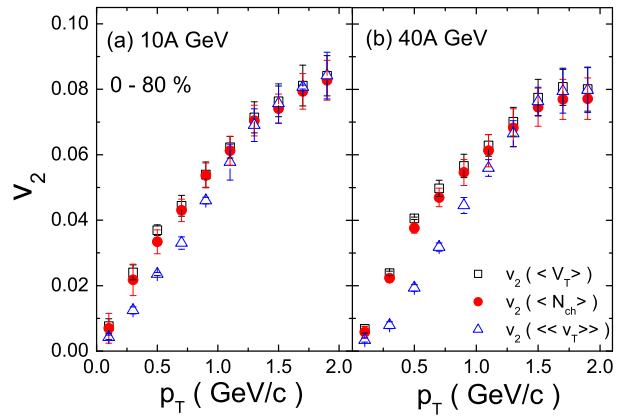 (a) 10A GeV
0 - 80 %
(b) 40A GeV
v2
0.10
0.08
0.06
0.04
0.02
0.00
v2 ( < VT > )
v2 ( < Nch > )
v2 ( << vT >> )
0.0 0.5 1.0 1.5 2.0
0.5 1.0 1.5 2.0
pT ( GeV/c )
pT ( GeV/c )